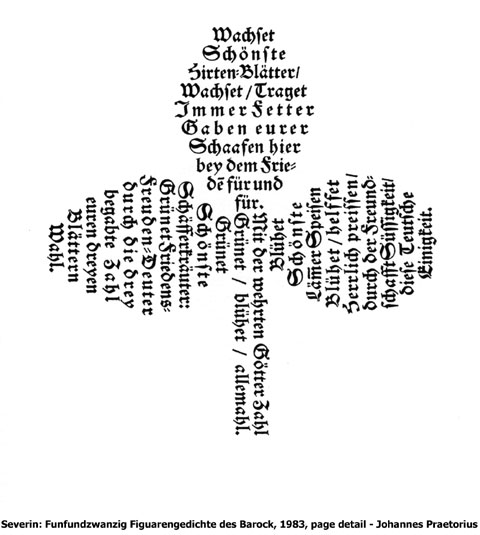 Wachſet
Schönſte
Hirten=Blätter/
Wachſet / Traget
Immer Fetter
Gaben eurer
Schaafen hier
bey dem Frie=
dē für und
für.
Grünet
Schönſte
Schäfferkräuter:
Grünet Friedens=
Freuden=Deuter
durch die drey
begabte Zahl
euren dreyen
Blättern
Wahl.
Blühet
Schönſte
Läm̄er Speiſen
Blühet / helffet
Herrlich preiſſen/
durch der Freund=
ſchafft Süſſigkeit/
dieſe Teutſche
Einigkeit.
Mit der wehrten Götter Zahl
Grünet / blühet / allemahl.
Severin: Funfundzwanzig Figuarengedichte des Barock, 1983, page detail - Johannes Praetorius